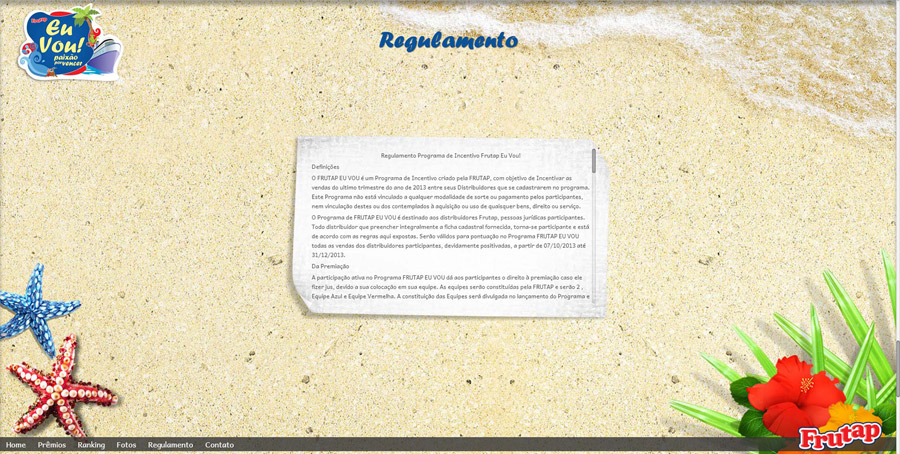 Frutap
Eu
Vou!
paixão
por vencer
Regulamento
Regulamento Programa de Incentivo Frutap Eu Vou!
Definições
O FRUTAP EU VOU é um Programa de Incentivo criado pela FRUTAP, com objetivo de Incentivar as
vendas do ultimo trimestre do ano de 2013 entre seus Distribuidores que se cadastrarem no programa.
Este Programa não está vinculado a qualquer modalidade de sorte ou pagamento pelos participantes,
nem vinculação destes ou dos contemplados à aquisição ou uso de quaisquer bens, direito ou serviço.
O Programa de FRUTAP EU VOU é destinado aos distribuidores Frutap, pessoas jurídicas participantes.
Todo distribuidor que preencher integralmente a ficha cadastral fornecida, torna-se participante e está
de acordo com as regras aqui expostas. Serão válidos para pontuação no Programa FRUTAP EU VOU
todas as vendas dos distribuidores participantes, devidamente positivadas, a partir de 07/10/2013 até
31/12/2013.
Da Premiação
A participação ativa no Programa FRUTAP EU VOU dá aos participantes o direito à premiação caso ele
fizer jus, devido a sua colocação em sua equipe. As equipes serão constituídas pela FRUTAP e serão 2 ,
Equipe Azul e Equipe Vermelha. A constituição das Equipes será divulgada no lançamento do Programa e
Home Prêmios Ranking Fotos Regulamento Contato
Frutap